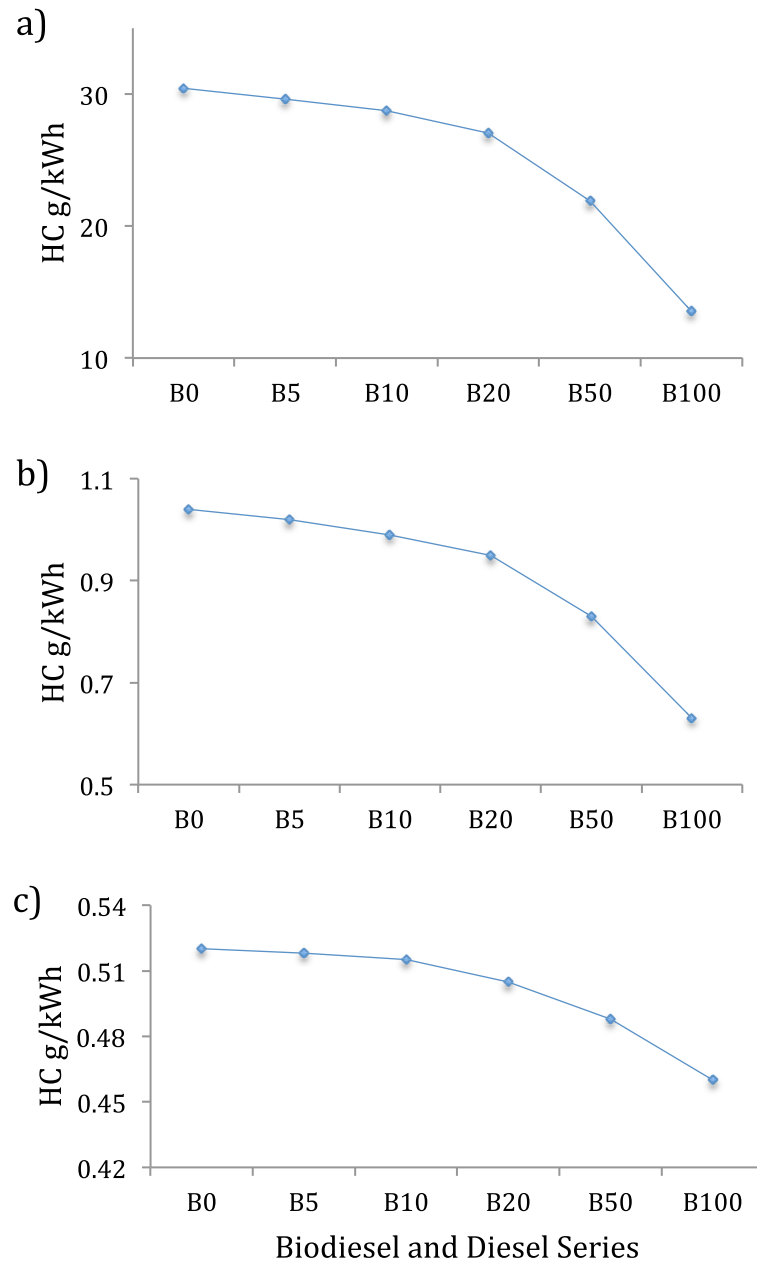 a)
HC g/kWh
30
20
10
B0 B5 B10 B20 B50 B100
b)
HC g/kWh
1.1
0.9
0.7
0.5
B0 B5 B10 B20 B50 B100
c)
HC g/kWh
0.54
0.51
0.48
0.45
0.42
B0 B5 B10 B20 B50 B100
Biodiesel and Diesel Series